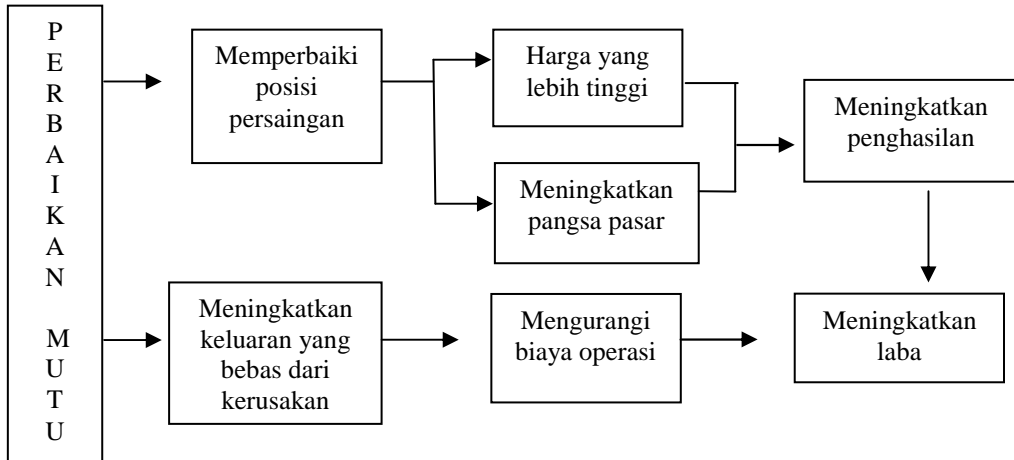 P
E
R
B
A
I
K
A
N
M
U
T
U
Memperbaiki
posisi
persaingan
Harga yang
lebih tinggi
Meningkatkan
pangsa pasar
Meningkatkan
penghasilan
Meningkatkan
keluaran yang
bebas dari
kerusakan
Mengurangi
biaya operasi
Meningkatkan
laba